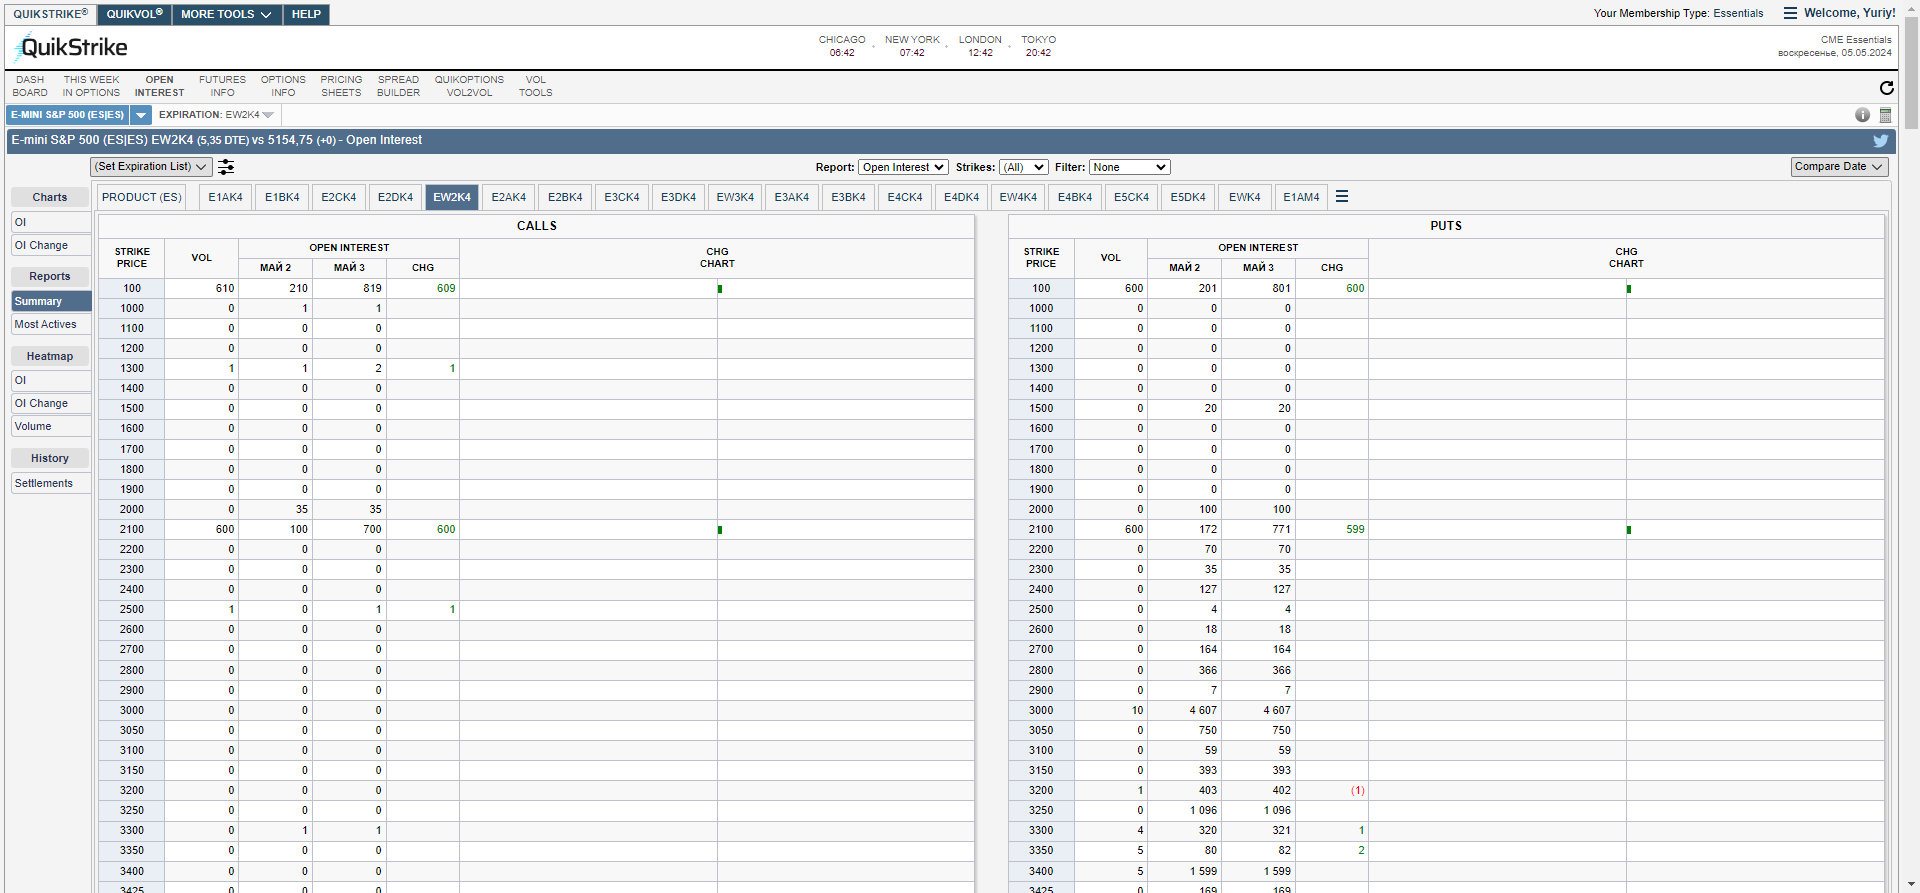 QUIKSTRIKE® QUIKVOL® MORE TOOLS HELP Your Membership Type: Essentials Welcome, Yuriy!
QuikStrike
CHICAGO NEW YORK LONDON TOKYO CME Essentials
06:42 07:42 12:42 20:42 воскресенье, 05.05.2024
DASH BOARD THIS WEEK IN OPTIONS OPEN INTEREST FUTURES INFO OPTIONS INFO PRICING SHEETS SPREAD BUILDER QUIKOPTIONS VOL2VOL VOL TOOLS
E-MINI S&P 500 (ES|ES) EXPIRATION: EW2K4
E-mini S&P 500 (ES|ES) EW2K4 (5,35 DTE) vs 5154,75 (+0) - Open Interest
(Set Expiration List) Report: Open Interest Strikes: (All) Filter: None Compare Date
PRODUCT (ES) E1AK4 E1BK4 E2CK4 E2DK4 EW2K4 E2AK4 E2BK4 E3CK4 E3DK4 EW3K4 E3AK4 E3BK4 E4CK4 E4DK4 EW4K4 E4BK4 E5CK4 E5DK4 EWK4 E1AM4
Charts
OI
OI Change
Reports
Summary
Most Actives
Heatmap
OI
OI Change
Volume
History
Settlements
CALLS
STRIKE PRICE VOL OPEN INTEREST CHG CHART
МАЙ 2 МАЙ 3 CHG
100 610 210 819 609
1000 0 1 1
1100 0 0 0
1200 0 0 0
1300 1 1 2 1
1400 0 0 0
1500 0 0 0
1600 0 0 0
1700 0 0 0
1800 0 0 0
1900 0 0 0
2000 0 35 35
2100 600 100 700 600
2200 0 0 0
2300 0 0 0
2400 0 0 0
2500 1 0 1 1
2600 0 0 0
2700 0 0 0
2800 0 0 0
2900 0 0 0
3000 0 0 0
3050 0 0 0
3100 0 0 0
3150 0 0 0
3200 0 0 0
3250 0 0 0
3300 0 1 1
3350 0 0 0
3400 0 0 0
3425 0 0 0
PUTS
STRIKE PRICE VOL OPEN INTEREST CHG CHART
МАЙ 2 МАЙ 3 CHG
100 600 201 801 600
1000 0 0 0
1100 0 0 0
1200 0 0 0
1300 0 0 0
1400 0 0 0
1500 0 20 20
1600 0 0 0
1700 0 0 0
1800 0 0 0
1900 0 0 0
2000 0 100 100
2100 600 172 771 599
2200 0 70 70
2300 0 35 35
2400 0 127 127
2500 0 4 4
2600 0 18 18
2700 0 164 164
2800 0 366 366
2900 0 7 7
3000 10 4 607 4 607
3050 0 750 750
3100 0 59 59
3150 0 393 393
3200 1 403 402 (1)
3250 0 1 096 1 096
3300 4 320 321 1
3350 5 80 82 2
3400 5 1 599 1 599
3425 0 169 169